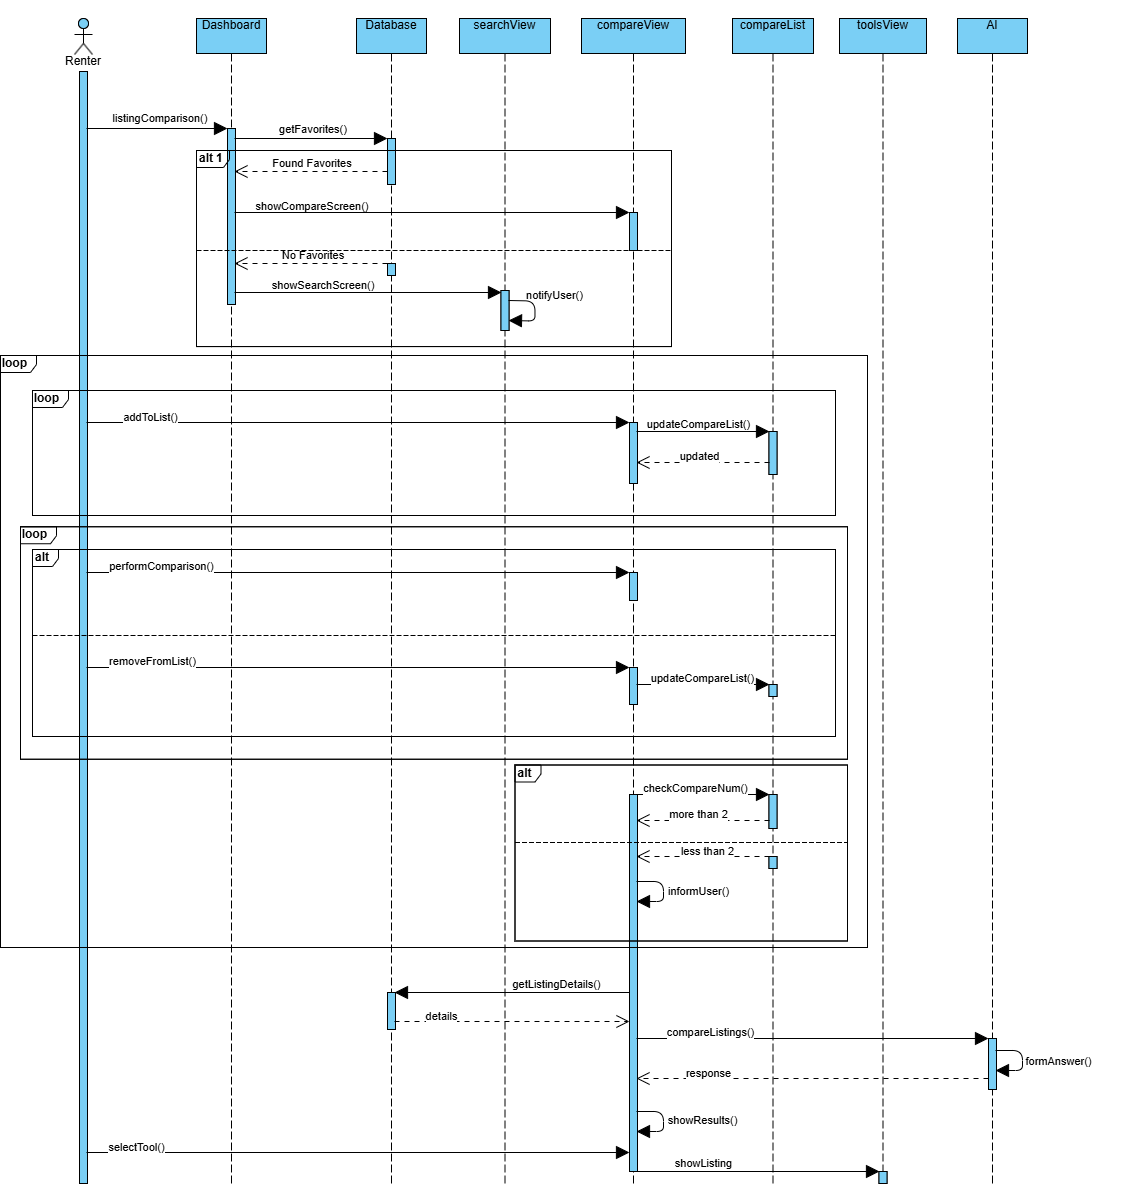 Renter
Dashboard
Database
searchView
compareView
compareList
toolsView
AI
listingComparison()
getFavorites()
alt 1
Found Favorites
showCompareScreen()
No Favorites
showSearchScreen()
notifyUser()
loop
loop
addToList()
updateCompareList()
updated
loop
alt
performComparison()
removeFromList()
updateCompareList()
alt
checkCompareNum()
more than 2
less than 2
informUser()
getListingDetails()
details
compareListings()
formAnswer()
response
showResults()
selectTool()
showListing